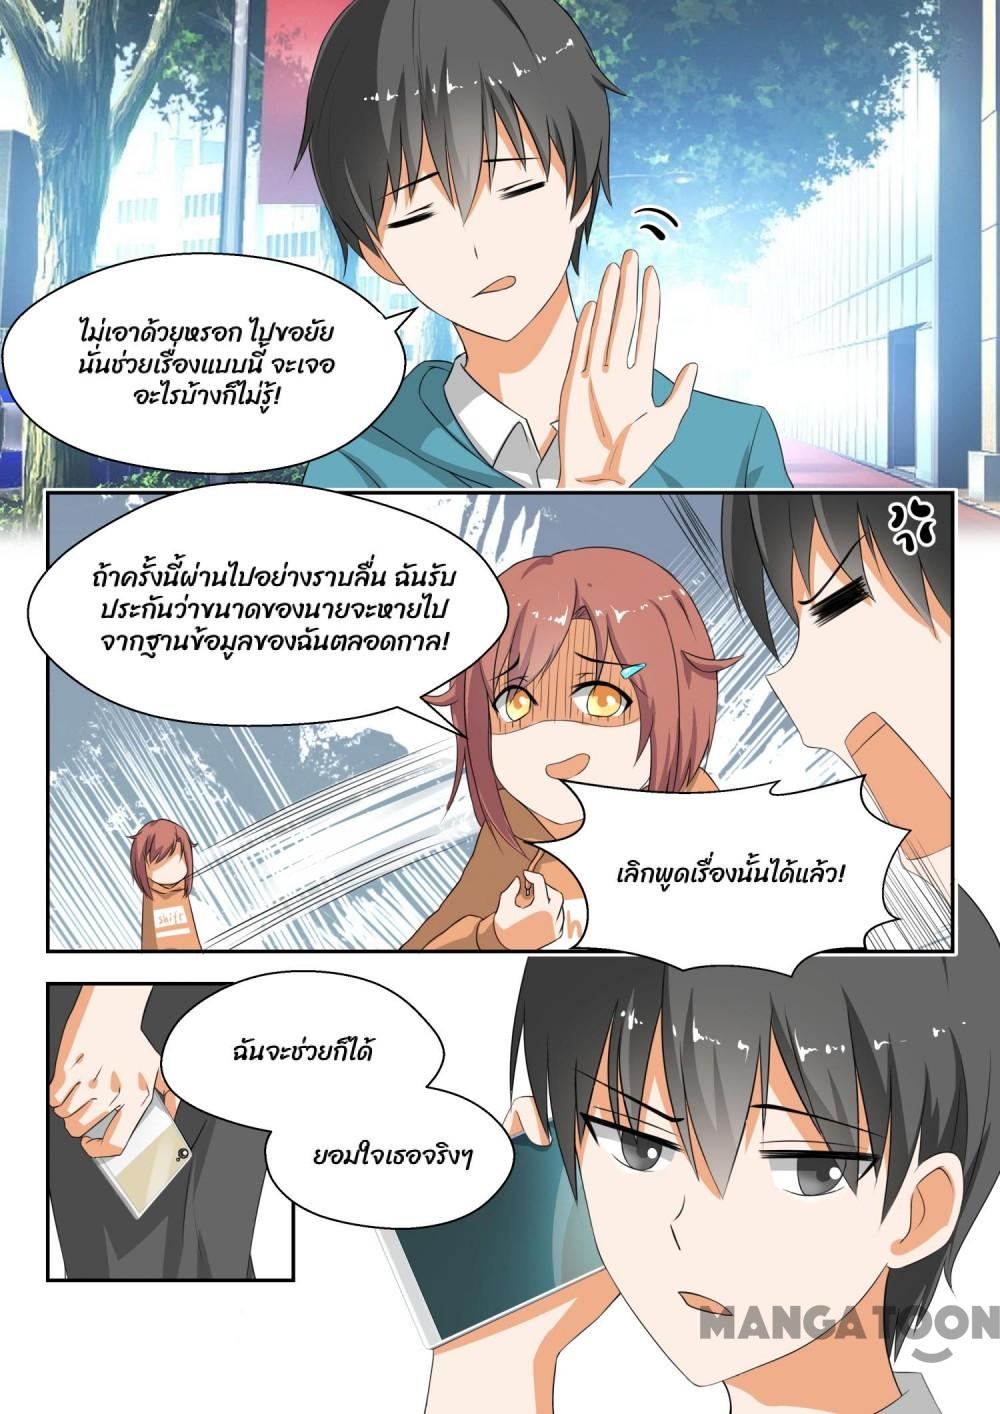 ไม่เอาด้วยหรอก ไปขอยัย
นั่นช่วยเรื่องแบบนี้ จะเจอ
อะไรบ้างก็ไม่รู้!
ถ้าครั้งนี้ผ่านไปอย่างราบลื่น ฉันรับ
ประกันว่าขนาดของนายจะหายไป
จากฐานข้อมูลของฉันตลอดกาล!
เลิกพูดเรื่องนั้นได้แล้ว!
shift
h
ฉันจะช่วยก็ได้
ยอมใจเธอจริงๆ
MANGATOON